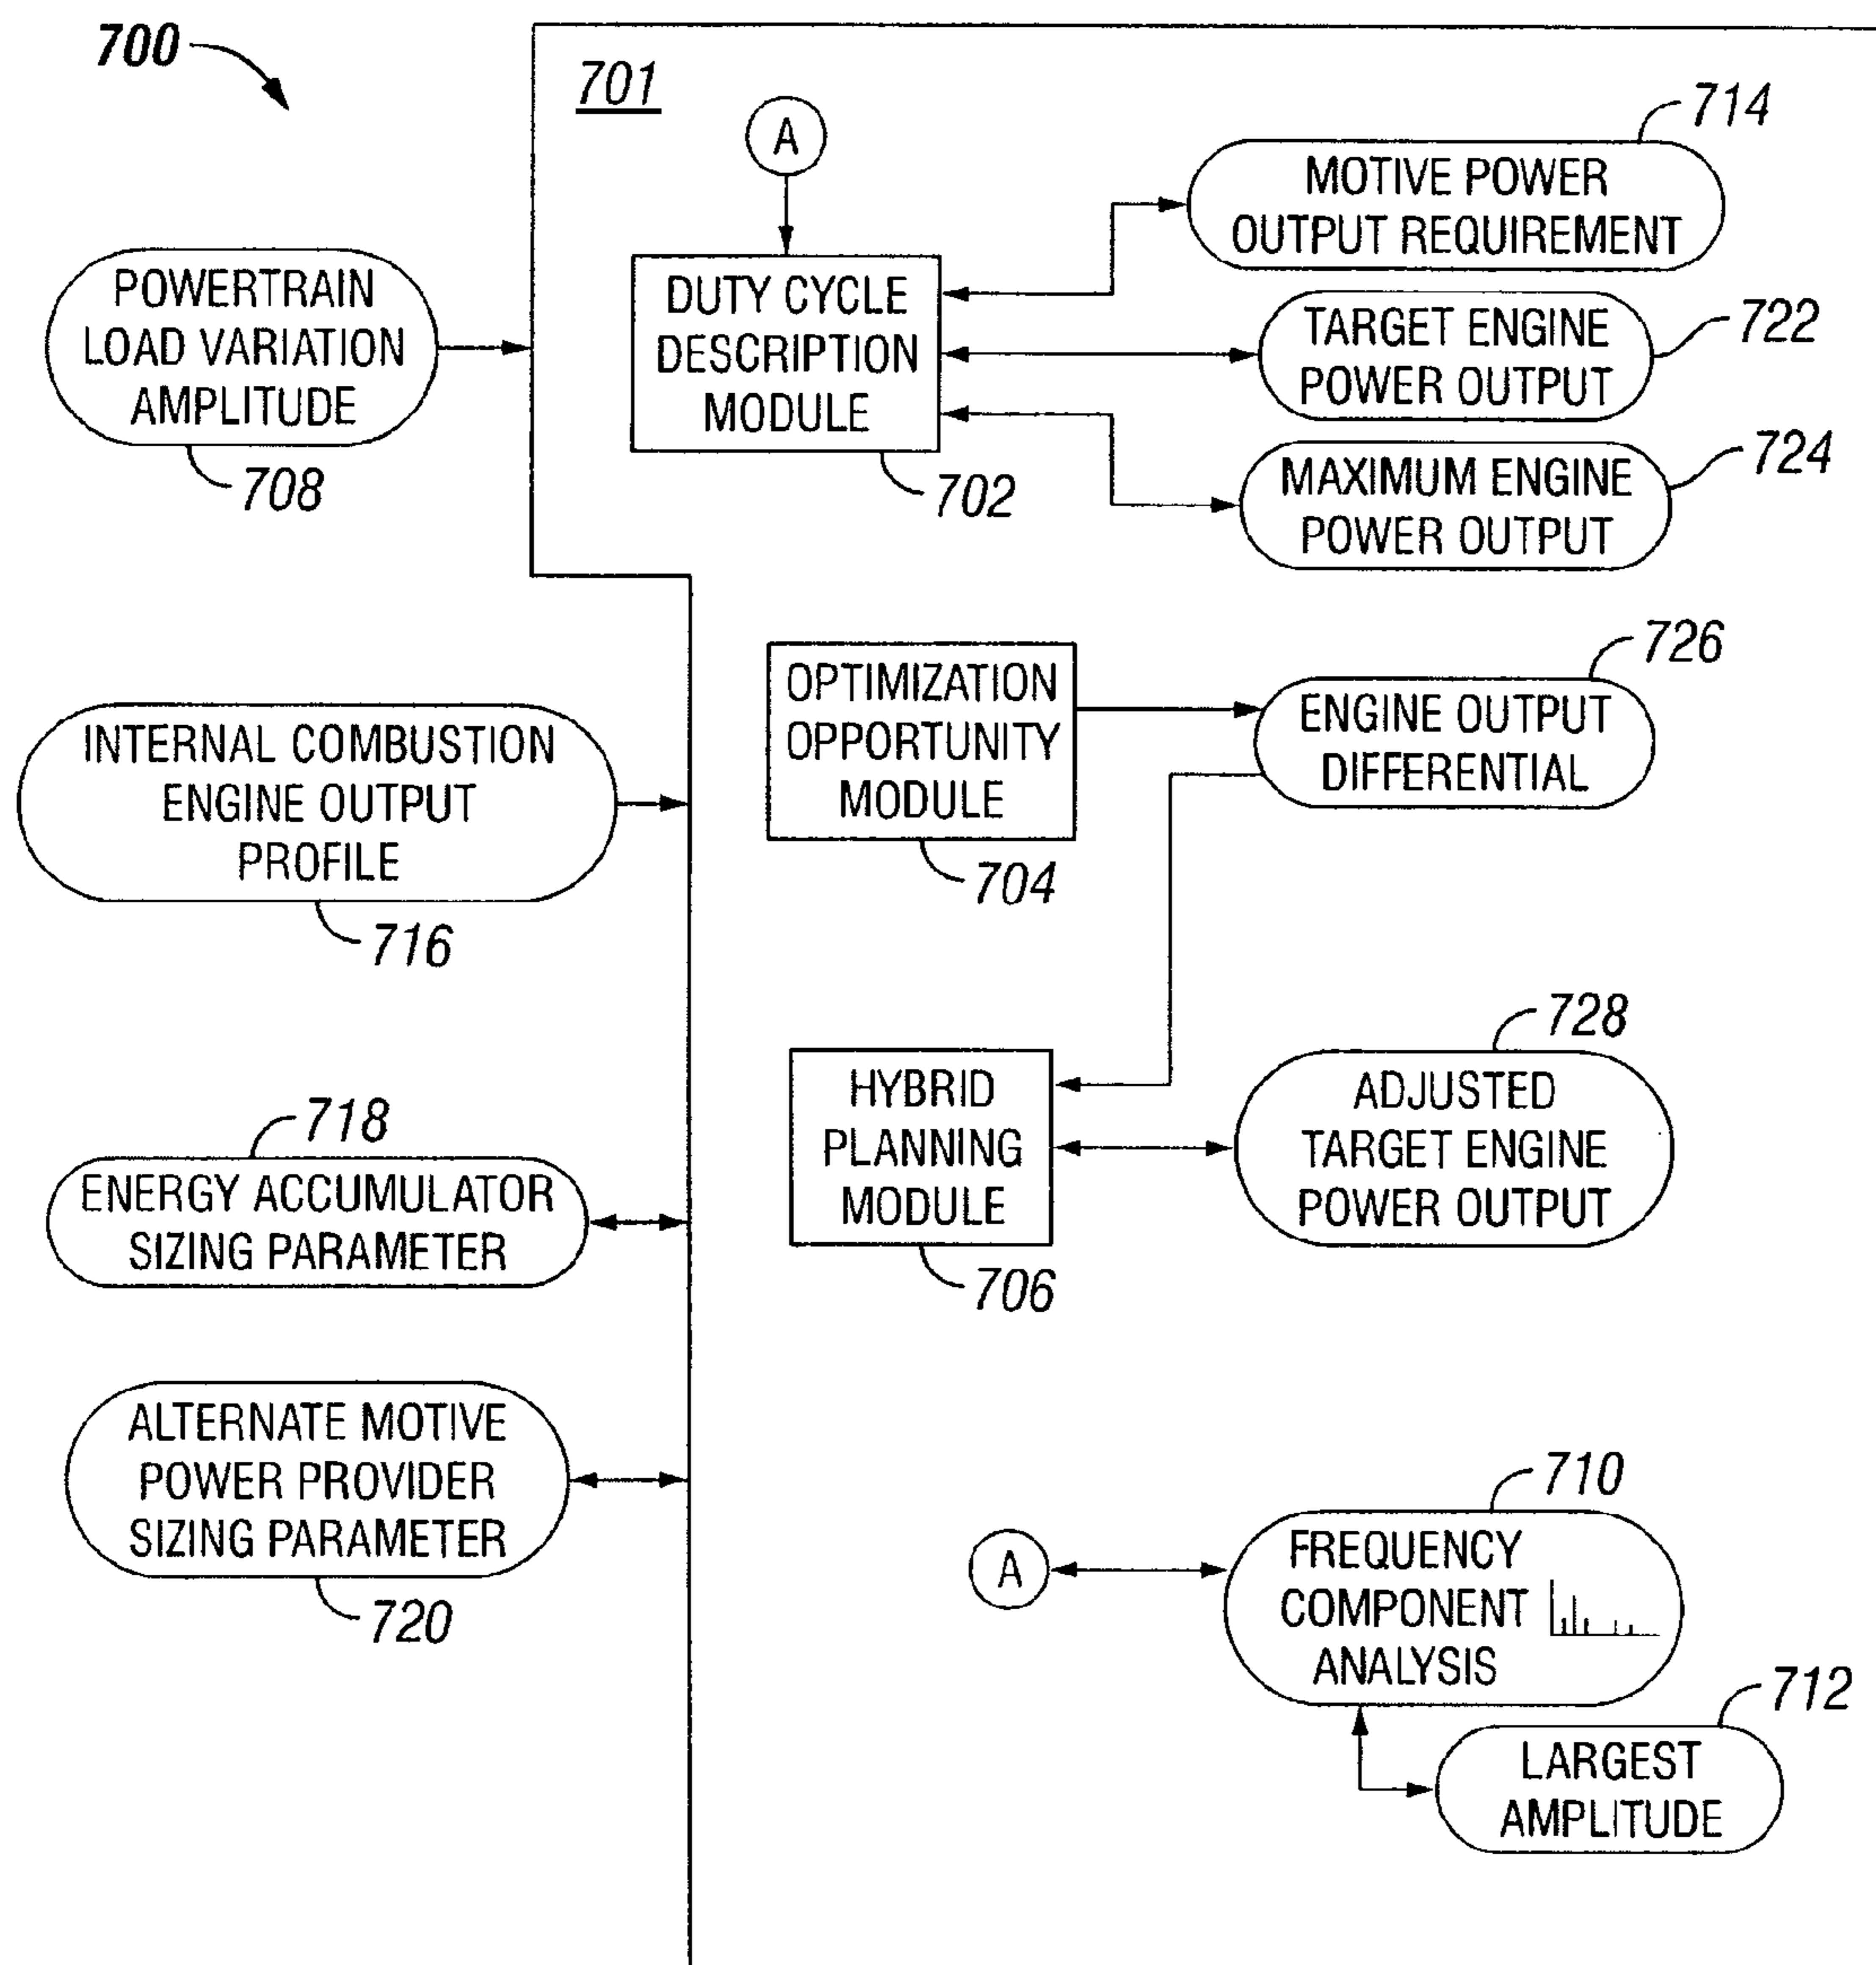 700
701
A
714
MOTIVE POWER
OUTPUT REQUIREMENT
POWERTRAIN
LOAD VARIATION
AMPLITUDE
708
DUTY CYCLE
DESCRIPTION
MODULE
702
TARGET ENGINE
POWER OUTPUT
722
MAXIMUM ENGINE
POWER OUTPUT
724
INTERNAL COMBUSTION
ENGINE OUTPUT
PROFILE
716
OPTIMIZATION
OPPORTUNITY
MODULE
704
726
ENGINE OUTPUT
DIFFERENTIAL
718
ENERGY ACCUMULATOR
SIZING PARAMETER
HYBRID
PLANNING
MODULE
706
728
ADJUSTED
TARGET ENGINE
POWER OUTPUT
ALTERNATE MOTIVE
POWER PROVIDER
SIZING PARAMETER
720
A
710
FREQUENCY
COMPONENT
ANALYSIS
712
LARGEST
AMPLITUDE